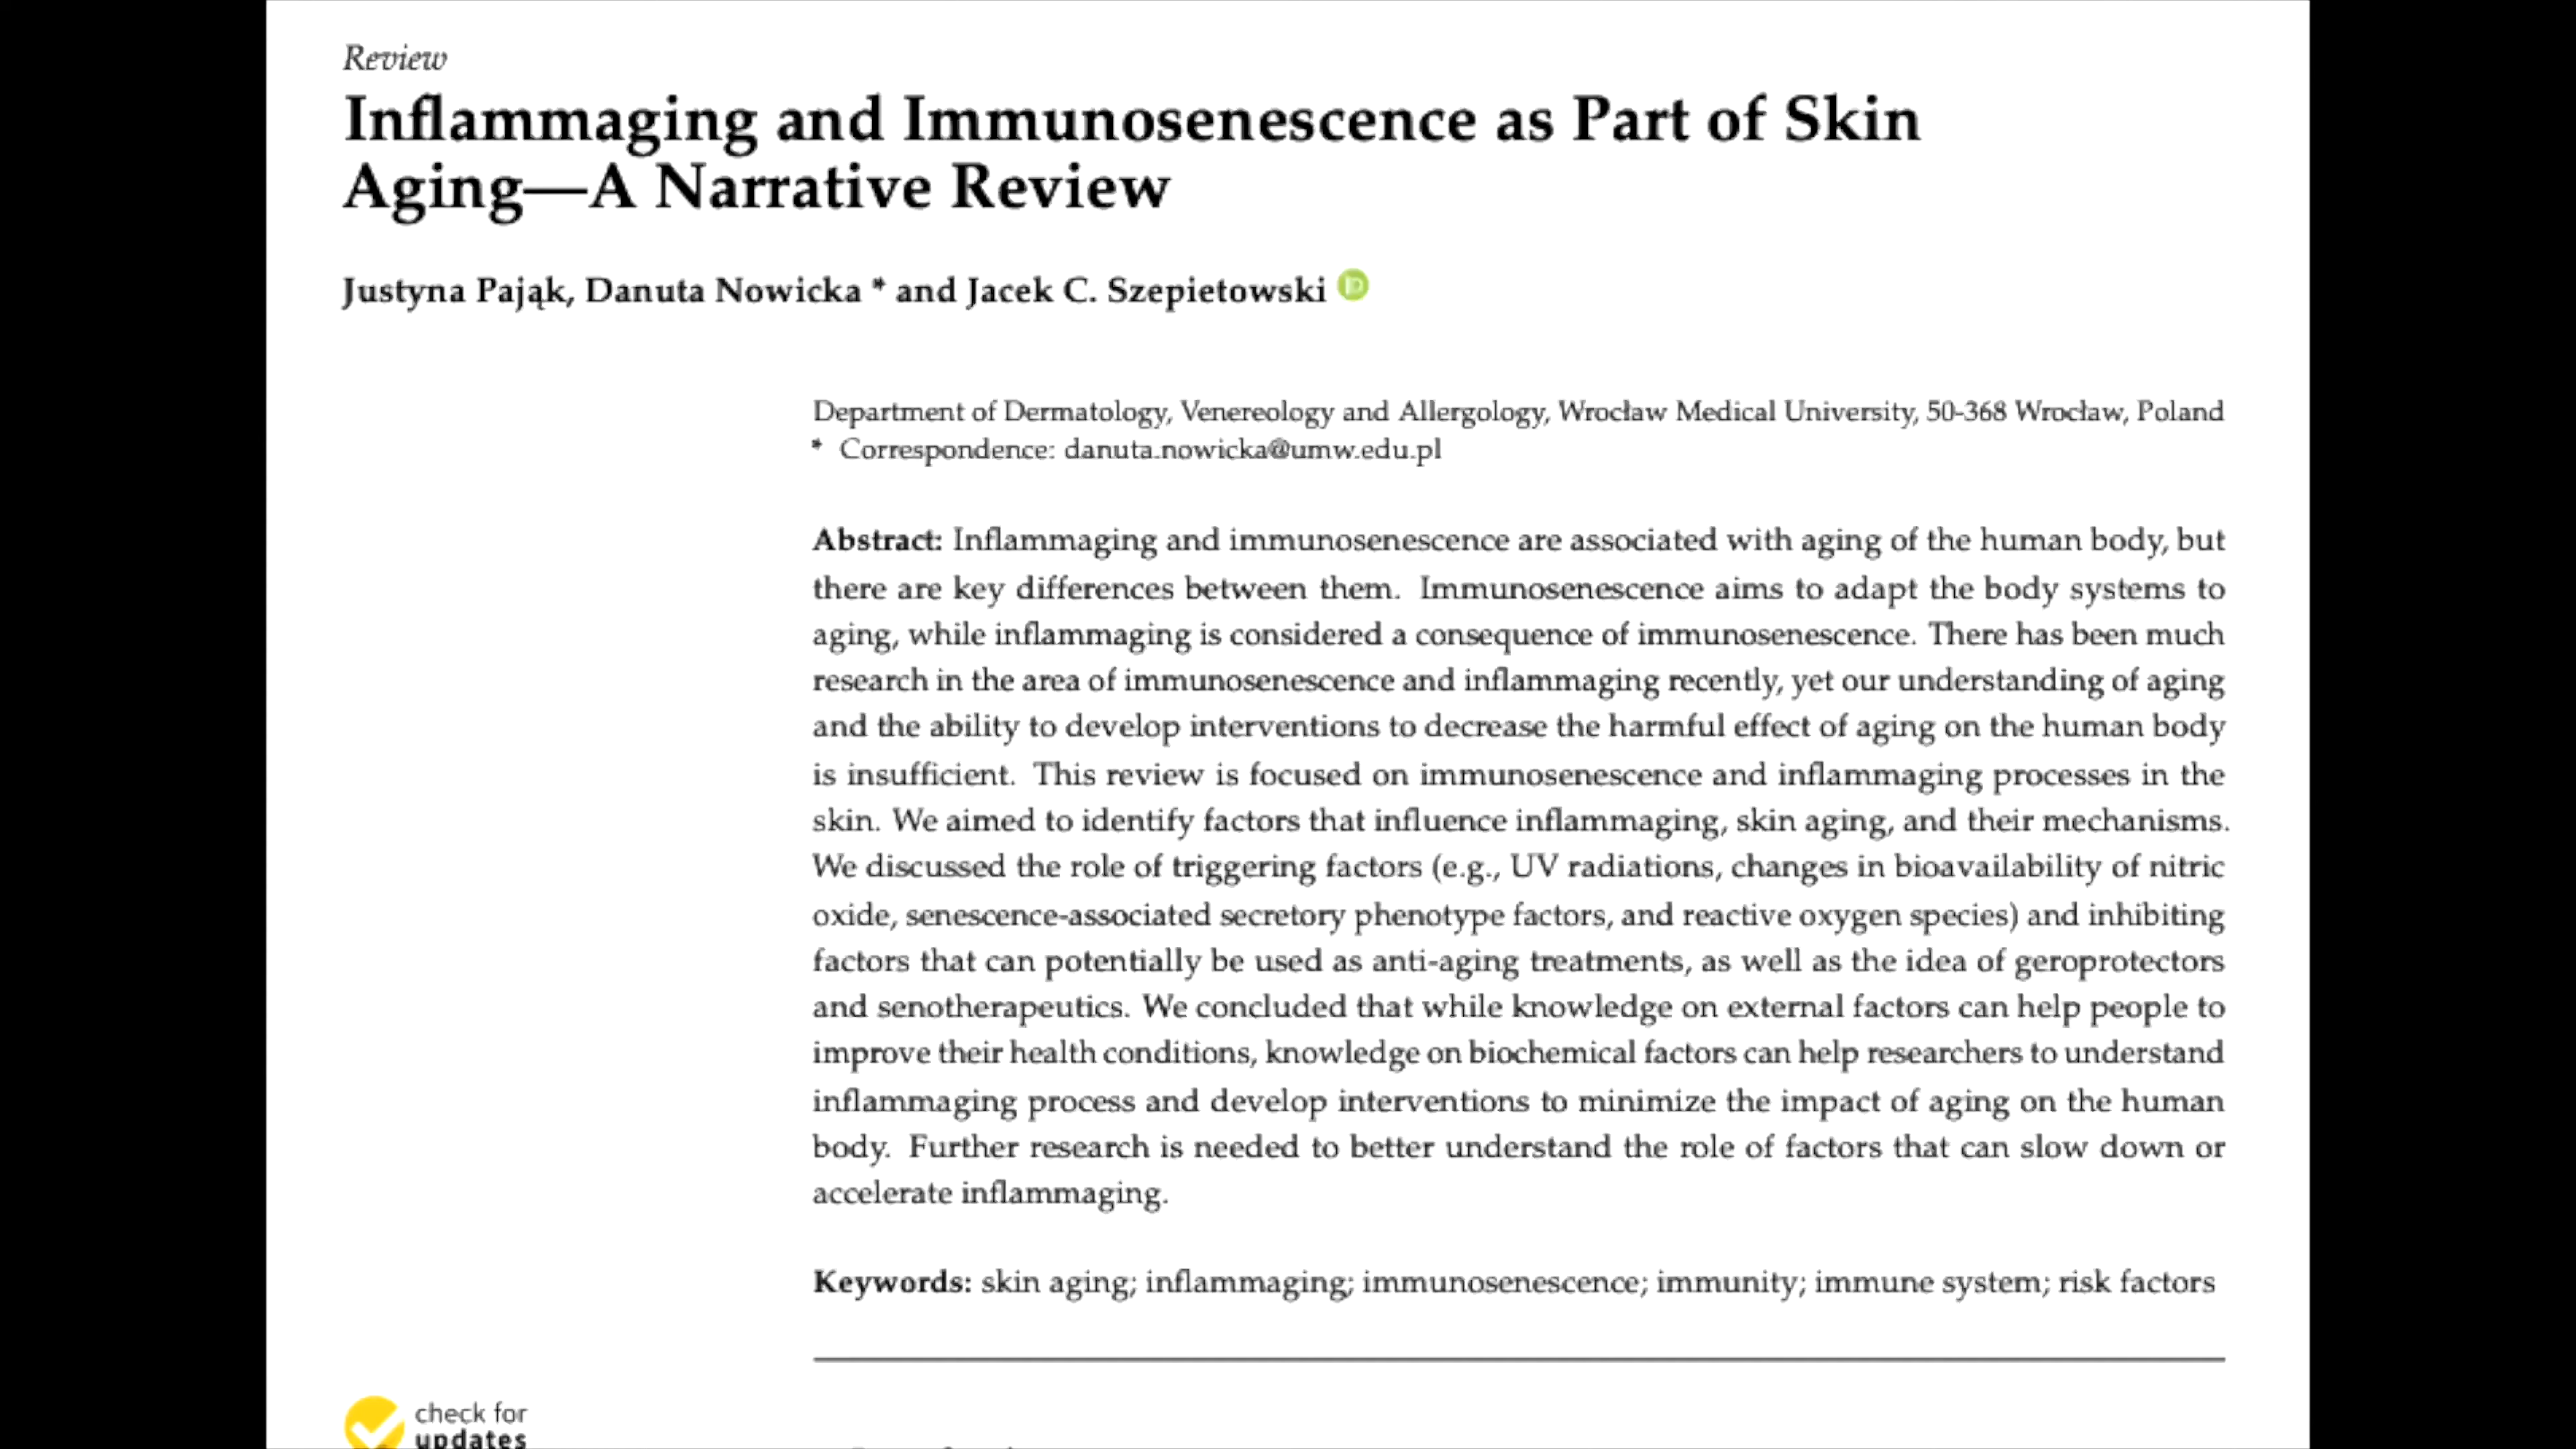 Review
Inflammaging and Immunosenescence as Part of Skin
Aging—A Narrative Review
Justyna Pająk, Danuta Nowicka * and Jacek C. Szepietowski iD
Department of Dermatology, Venereology and Allergology, Wrocław Medical University, 50-368 Wrocław, Poland
* Correspondence: danuta.nowicka@umw.edu.pl
Abstract: Inflammaging and immunosenescence are associated with aging of the human body, but
there are key differences between them. Immunosenescence aims to adapt the body systems to
aging, while inflammaging is considered a consequence of immunosenescence. There has been much
research in the area of immunosenescence and inflammaging recently, yet our understanding of aging
and the ability to develop interventions to decrease the harmful effect of aging on the human body
is insufficient. This review is focused on immunosenescence and inflammaging processes in the
skin. We aimed to identify factors that influence inflammaging, skin aging, and their mechanisms.
We discussed the role of triggering factors (e.g., UV radiations, changes in bioavailability of nitric
oxide, senescence-associated secretory phenotype factors, and reactive oxygen species) and inhibiting
factors that can potentially be used as anti-aging treatments, as well as the idea of geroprotectors
and senotherapeutics. We concluded that while knowledge on external factors can help people to
improve their health conditions, knowledge on biochemical factors can help researchers to understand
inflammaging process and develop interventions to minimize the impact of aging on the human
body. Further research is needed to better understand the role of factors that can slow down or
accelerate inflammaging.
Keywords: skin aging; inflammaging; immunosenescence; immunity; immune system; risk factors
check for
updates